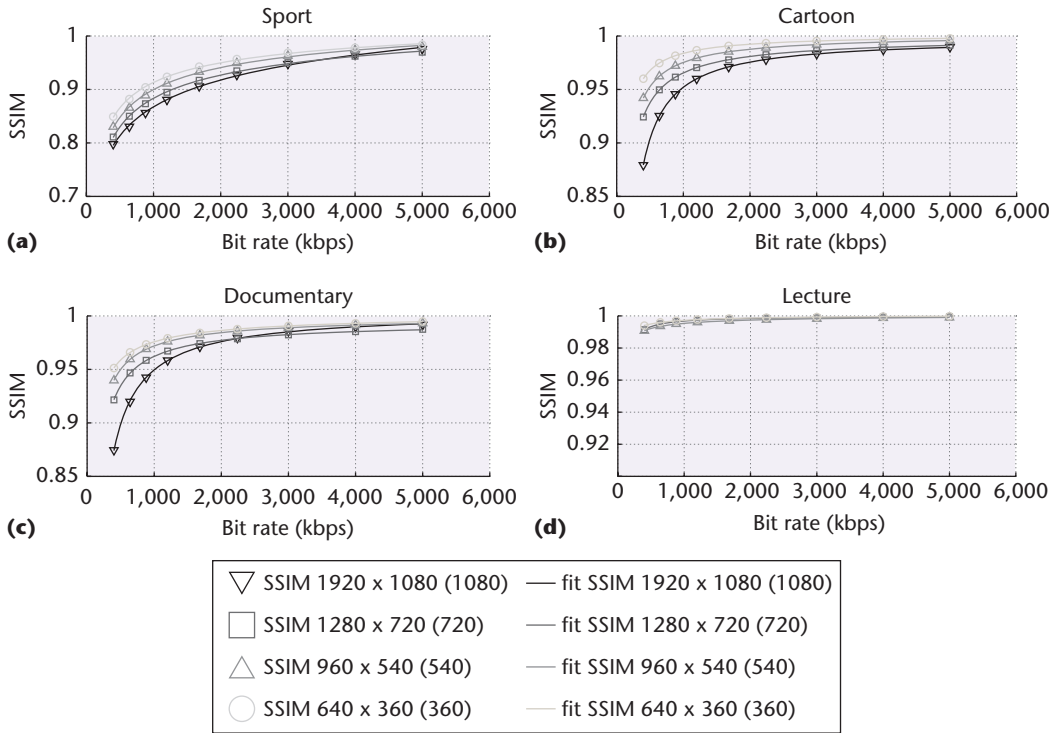 Sport
1
0.9
0.8
0.7
SSIM
0 1,000 2,000 3,000 4,000 5,000 6,000
Bit rate (kbps)
(a)
Cartoon
1
0.95
0.9
0.85
SSIM
0 1,000 2,000 3,000 4,000 5,000 6,000
Bit rate (kbps)
(b)
Documentary
1
0.95
0.9
0.85
SSIM
0 1,000 2,000 3,000 4,000 5,000 6,000
Bit rate (kbps)
(c)
Lecture
1
0.98
0.96
0.94
0.92
SSIM
0 1,000 2,000 3,000 4,000 5,000 6,000
Bit rate (kbps)
(d)
SSIM 1920 x 1080 (1080) fit SSIM 1920 x 1080 (1080)
SSIM 1280 x 720 (720) fit SSIM 1280 x 720 (720)
SSIM 960 x 540 (540) fit SSIM 960 x 540 (540)
SSIM 640 x 360 (360) fit SSIM 640 x 360 (360)